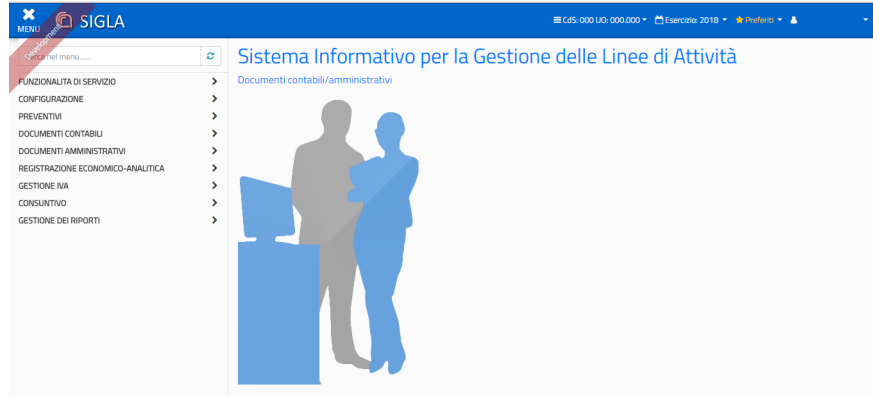 MENU
Development
SIGLA
CdS: 000 UO: 000.000
Esercizio: 2018
Preferiti
Cerca nel menu.....
FUNZIONALITA DI SERVIZIO
CONFIGURAZIONE
PREVENTIVI
DOCUMENTI CONTABILI
DOCUMENTI AMMINISTRATIVI
REGISTRAZIONE ECONOMICO-ANALITICA
GESTIONE IVA
CONSUNTIVO
GESTIONE DEI RIPORTI
Sistema Informativo per la Gestione delle Linee di Attività
Documenti contabili/amministrativi